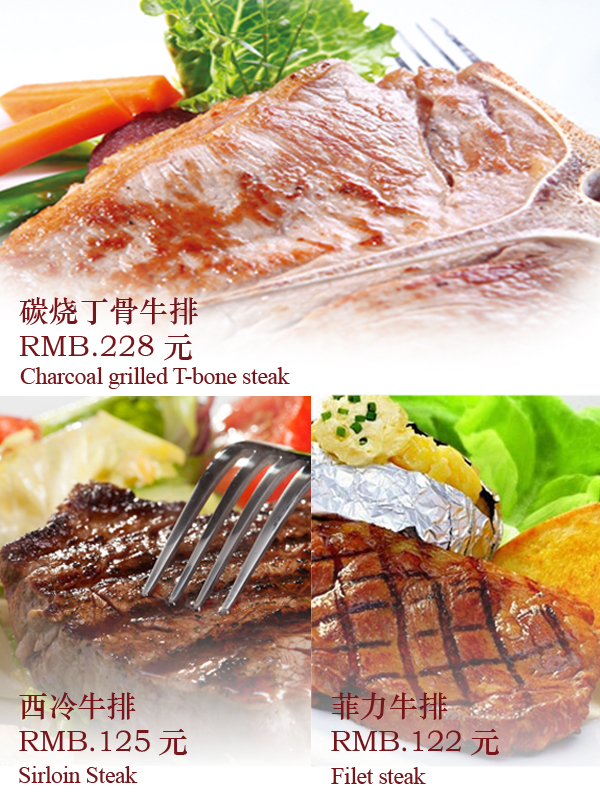 碳烧丁骨牛排
RMB.228 元
Charcoal grilled T-bone steak
西冷牛排
RMB.125 元
Sirloin Steak
菲力牛排
RMB.122 元
Filet steak